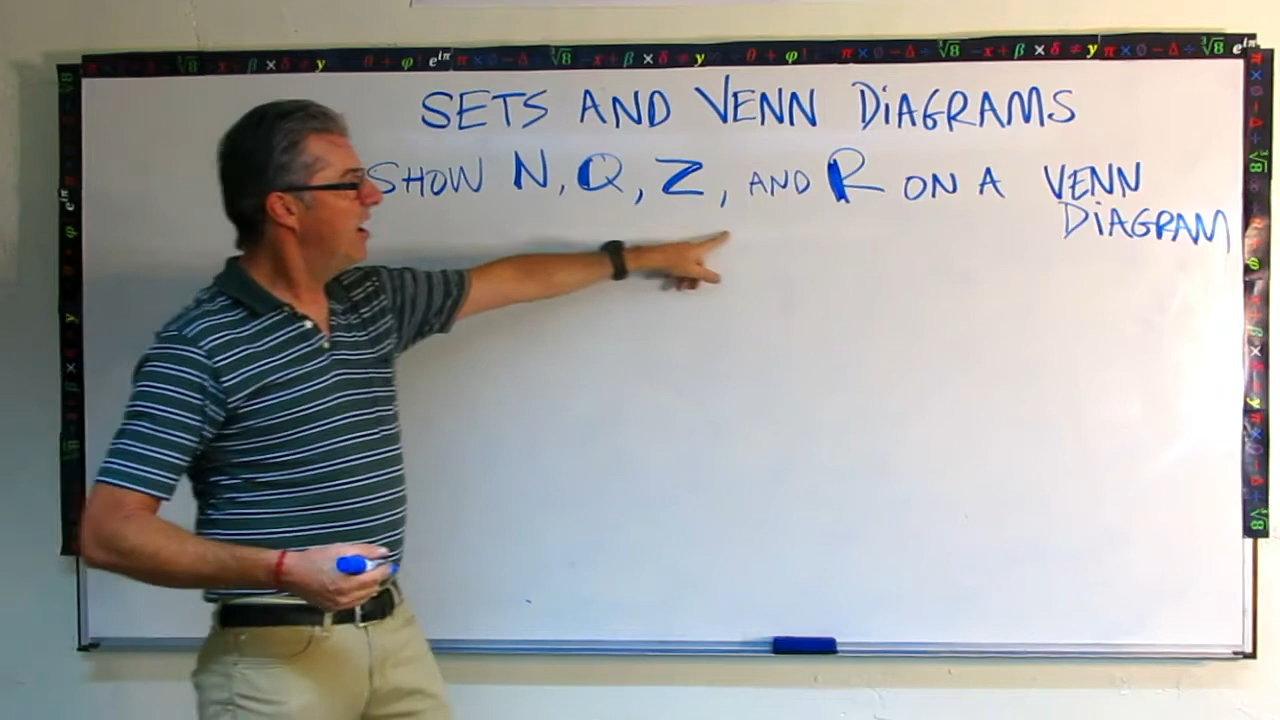 SETS AND VENN DIAGRAMS
SHOW N, Q, Z, AND R ON A VENN
DIAGRAM